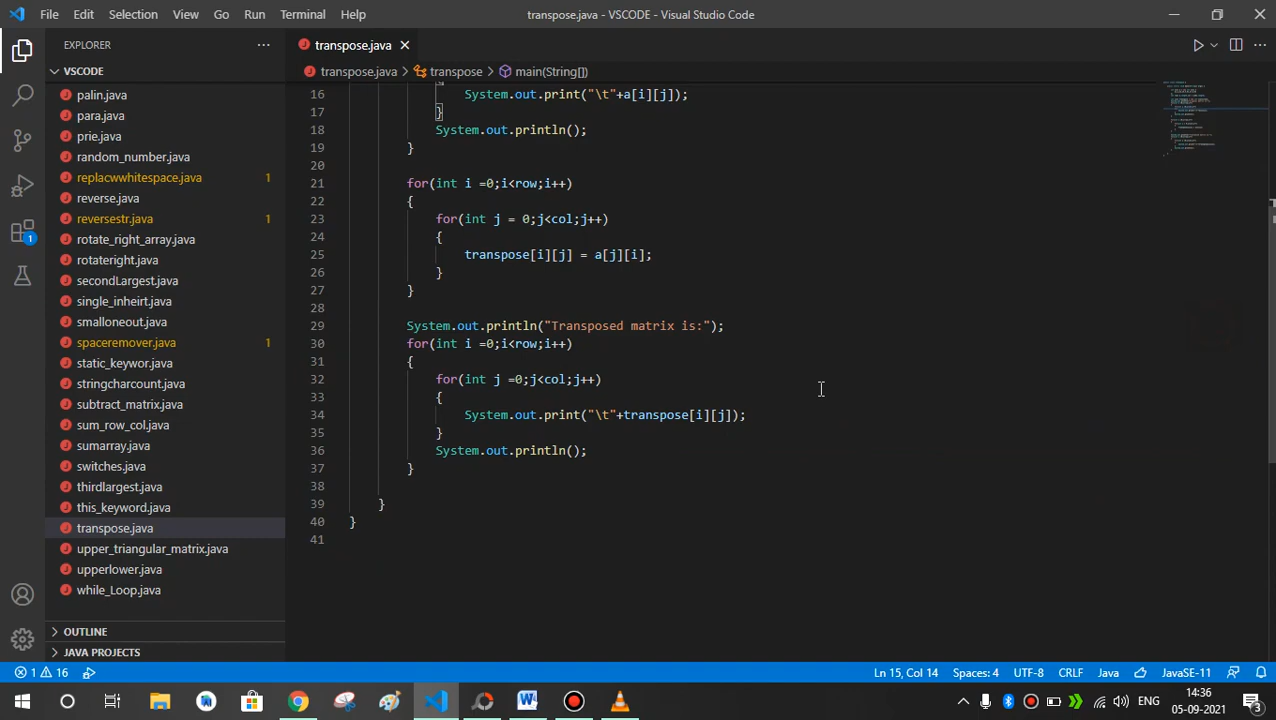 File Edit Selection View Go Run Terminal Help transpose.java - VSCODE - Visual Studio Code
EXPLORER
VSCODE
palin.java
para.java
prie.java
random_number.java
replacwwhitespace.java 1
reverse.java
reversestr.java 1
rotate_right_array.java
rotateright.java
secondLargest.java
single_inheirt.java
smalloneout.java
spaceremover.java 1
static_keywor.java
stringcharcount.java
subtract_matrix.java
sum_row_col.java
sumarray.java
switches.java
thirdlargest.java
this_keyword.java
transpose.java
upper_triangular_matrix.java
upperlower.java
while_Loop.java
OUTLINE
JAVA PROJECTS
1
transpose.java
transpose.java > transpose > main(String[])
16 System.out.print("\t"+a[i][j]);
17 }
18 System.out.println();
19 }
20
21 for(int i =0;i<row;i++)
22 {
23 for(int j = 0;j<col;j++)
24 {
25 transpose[i][j] = a[j][i];
26 }
27 }
28
29 System.out.println("Transposed matrix is:");
30 for(int i =0;i<row;i++)
31 {
32 for(int j =0;j<col;j++)
33 {
34 System.out.print("\t"+transpose[i][j]);
35 }
36 System.out.println();
37 }
38
39 }
40 }
41
1 16 Ln 15, Col 14 Spaces: 4 UTF-8 CRLF Java JavaSE-11
ENG 14:36
05-09-2021 3